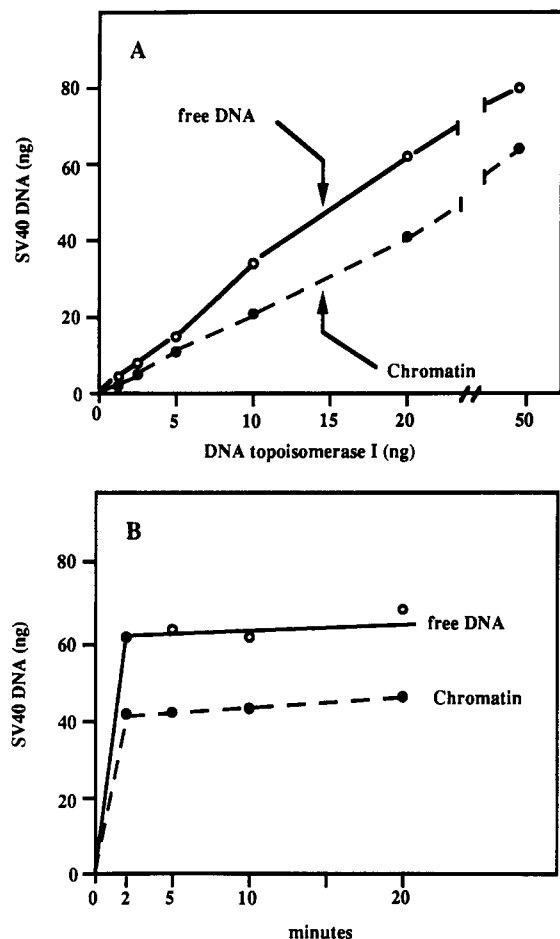 A
SV40 DNA (ng)
80
60
40
20
0
free DNA
Chromatin
0 5 10 15 20 50
DNA topoisomerase I (ng)
B
SV40 DNA (ng)
80
60
40
20
0
free DNA
Chromatin
0 2 5 10 20
minutes